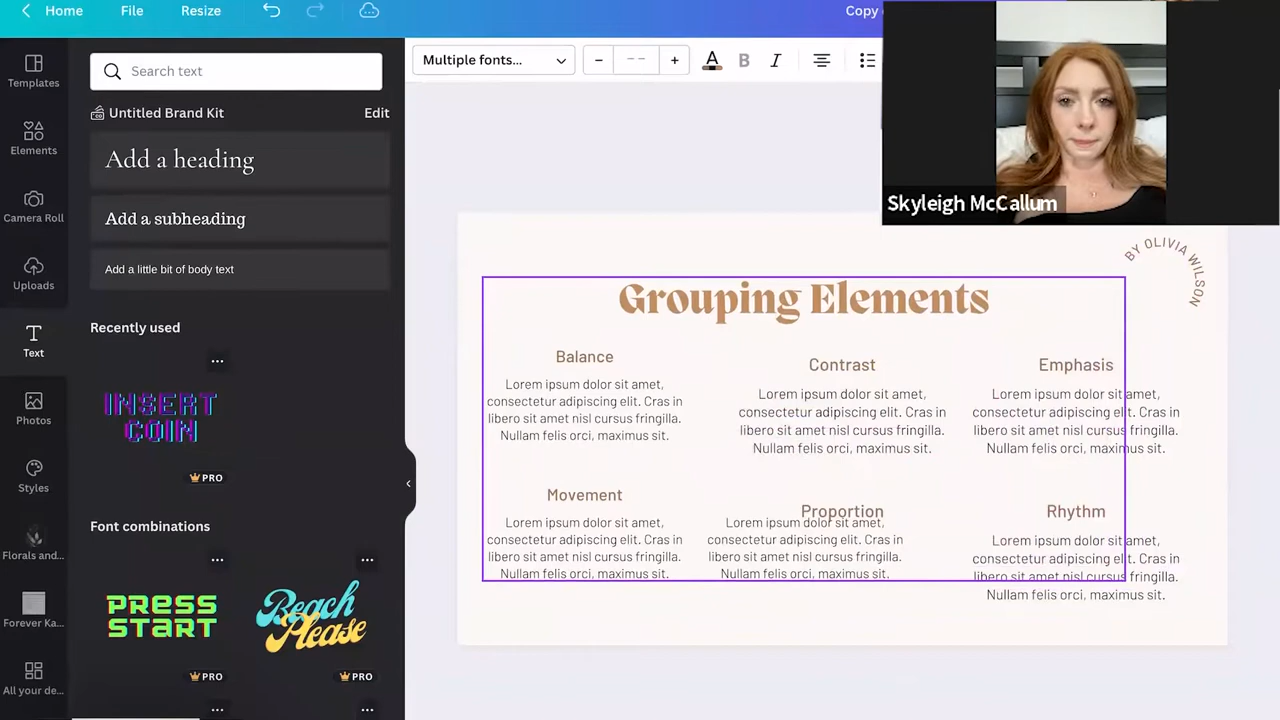 Home File Resize Copy
Templates
Elements
Camera Roll
Uploads
Text
Photos
Styles
Florals and...
Forever Ka...
All your de...
Search text
Untitled Brand Kit Edit
Add a heading
Add a subheading
Add a little bit of body text
Recently used
INSERT
COIN
PRO
Font combinations
PRESS
START
PRO
Beach
Please
PRO
Multiple fonts... − -- + A B I
Skyleigh McCallum
BY OLIVIA WILSON
Grouping Elements
Balance
Lorem ipsum dolor sit amet,
consectetur adipiscing elit. Cras in
libero sit amet nisl cursus fringilla.
Nullam felis orci, maximus sit.
Contrast
Lorem ipsum dolor sit amet,
consectetur adipiscing elit. Cras in
libero sit amet nisl cursus fringilla.
Nullam felis orci, maximus sit.
Emphasis
Lorem ipsum dolor sit amet,
consectetur adipiscing elit. Cras in
libero sit amet nisl cursus fringilla.
Nullam felis orci, maximus sit.
Movement
Lorem ipsum dolor sit amet,
consectetur adipiscing elit. Cras in
libero sit amet nisl cursus fringilla.
Nullam felis orci, maximus sit.
Proportion
Lorem ipsum dolor sit amet,
consectetur adipiscing elit. Cras in
libero sit amet nisl cursus fringilla.
Nullam felis orci, maximus sit.
Rhythm
Lorem ipsum dolor sit amet,
consectetur adipiscing elit. Cras in
libero sit amet nisl cursus fringilla.
Nullam felis orci, maximus sit.